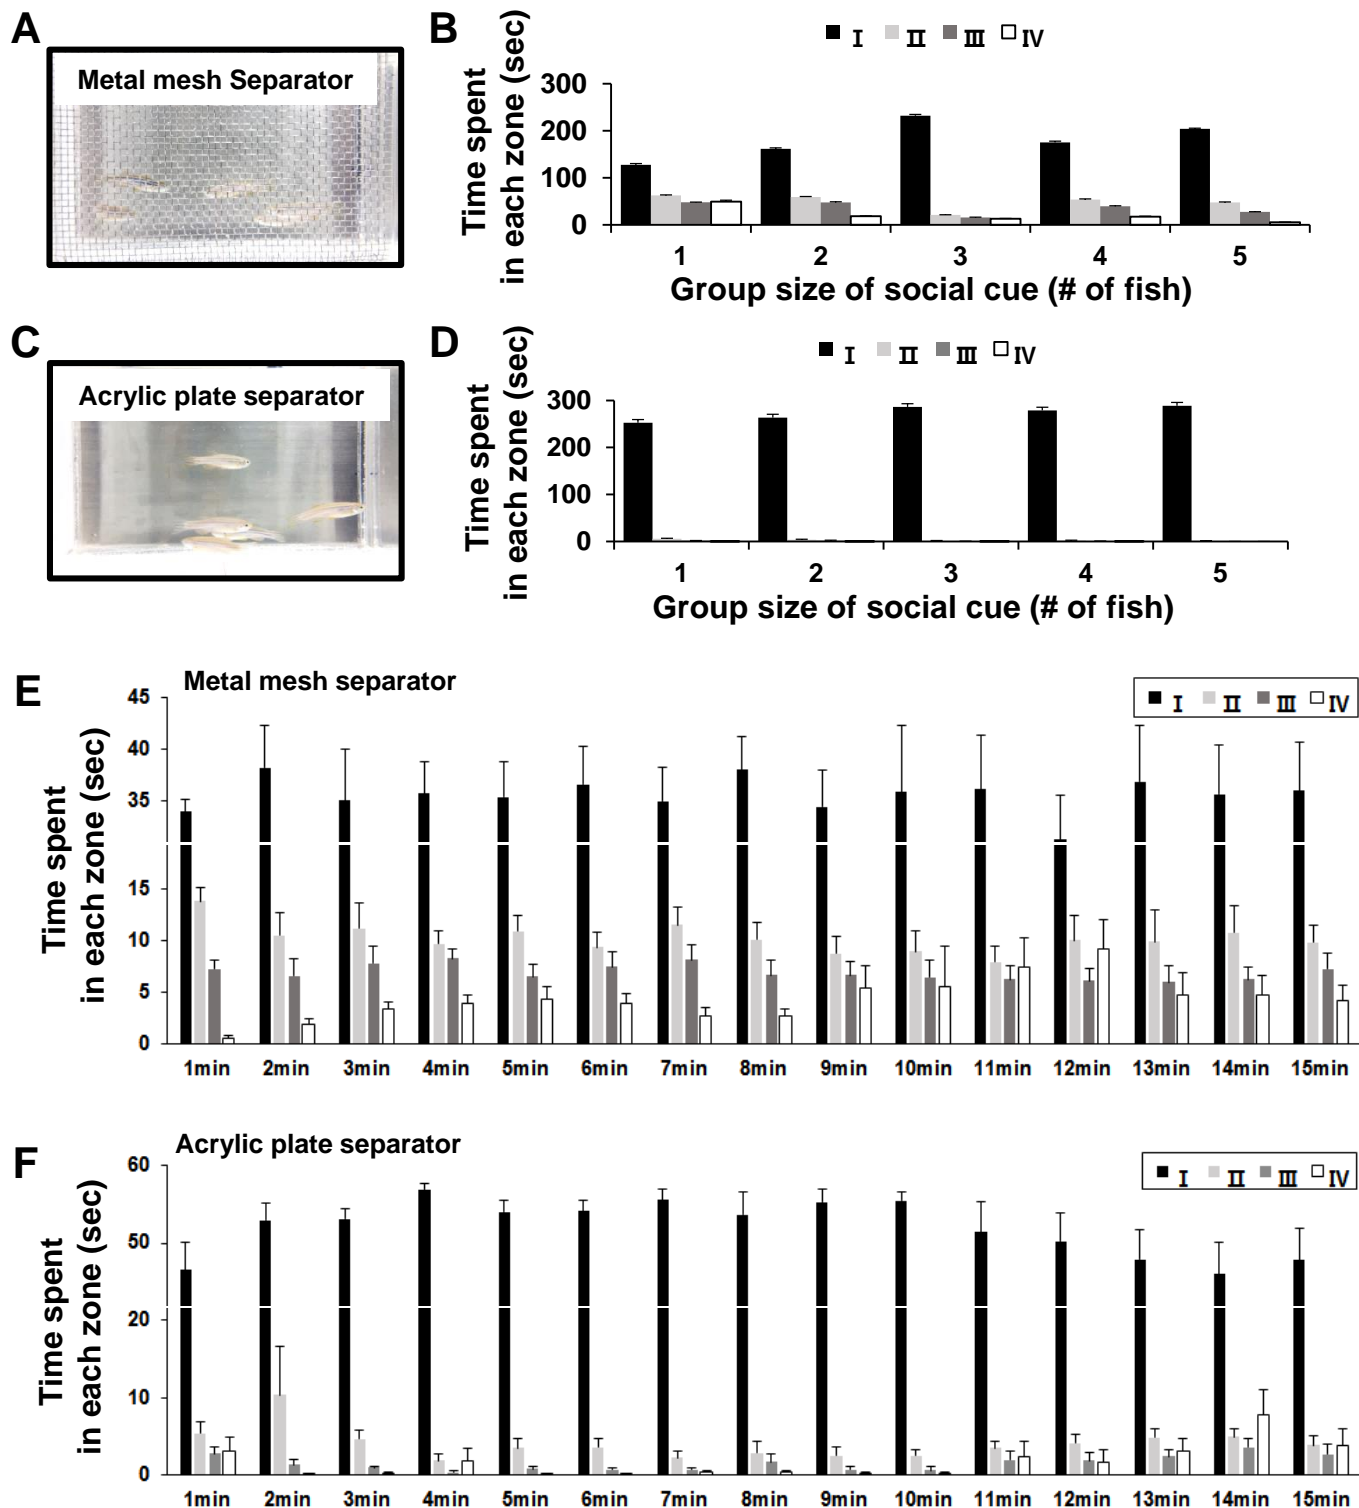 A
Metal mesh Separator
B
I II III IV
Time spent
in each zone (sec)
300
200
100
0
1 2 3 4 5
Group size of social cue (# of fish)
C
Acrylic plate separator
D
I II III IV
Time spent
in each zone (sec)
300
200
100
0
1 2 3 4 5
Group size of social cue (# of fish)
E
Metal mesh separator
I II III IV
Time spent
in each zone (sec)
45
40
35
15
10
5
0
1min 2min 3min 4min 5min 6min 7min 8min 9min 10min 11min 12min 13min 14min 15min
F
Acrylic plate separator
I II III IV
Time spent
in each zone (sec)
60
50
20
10
0
1min 2min 3min 4min 5min 6min 7min 8min 9min 10min 11min 12min 13min 14min 15min